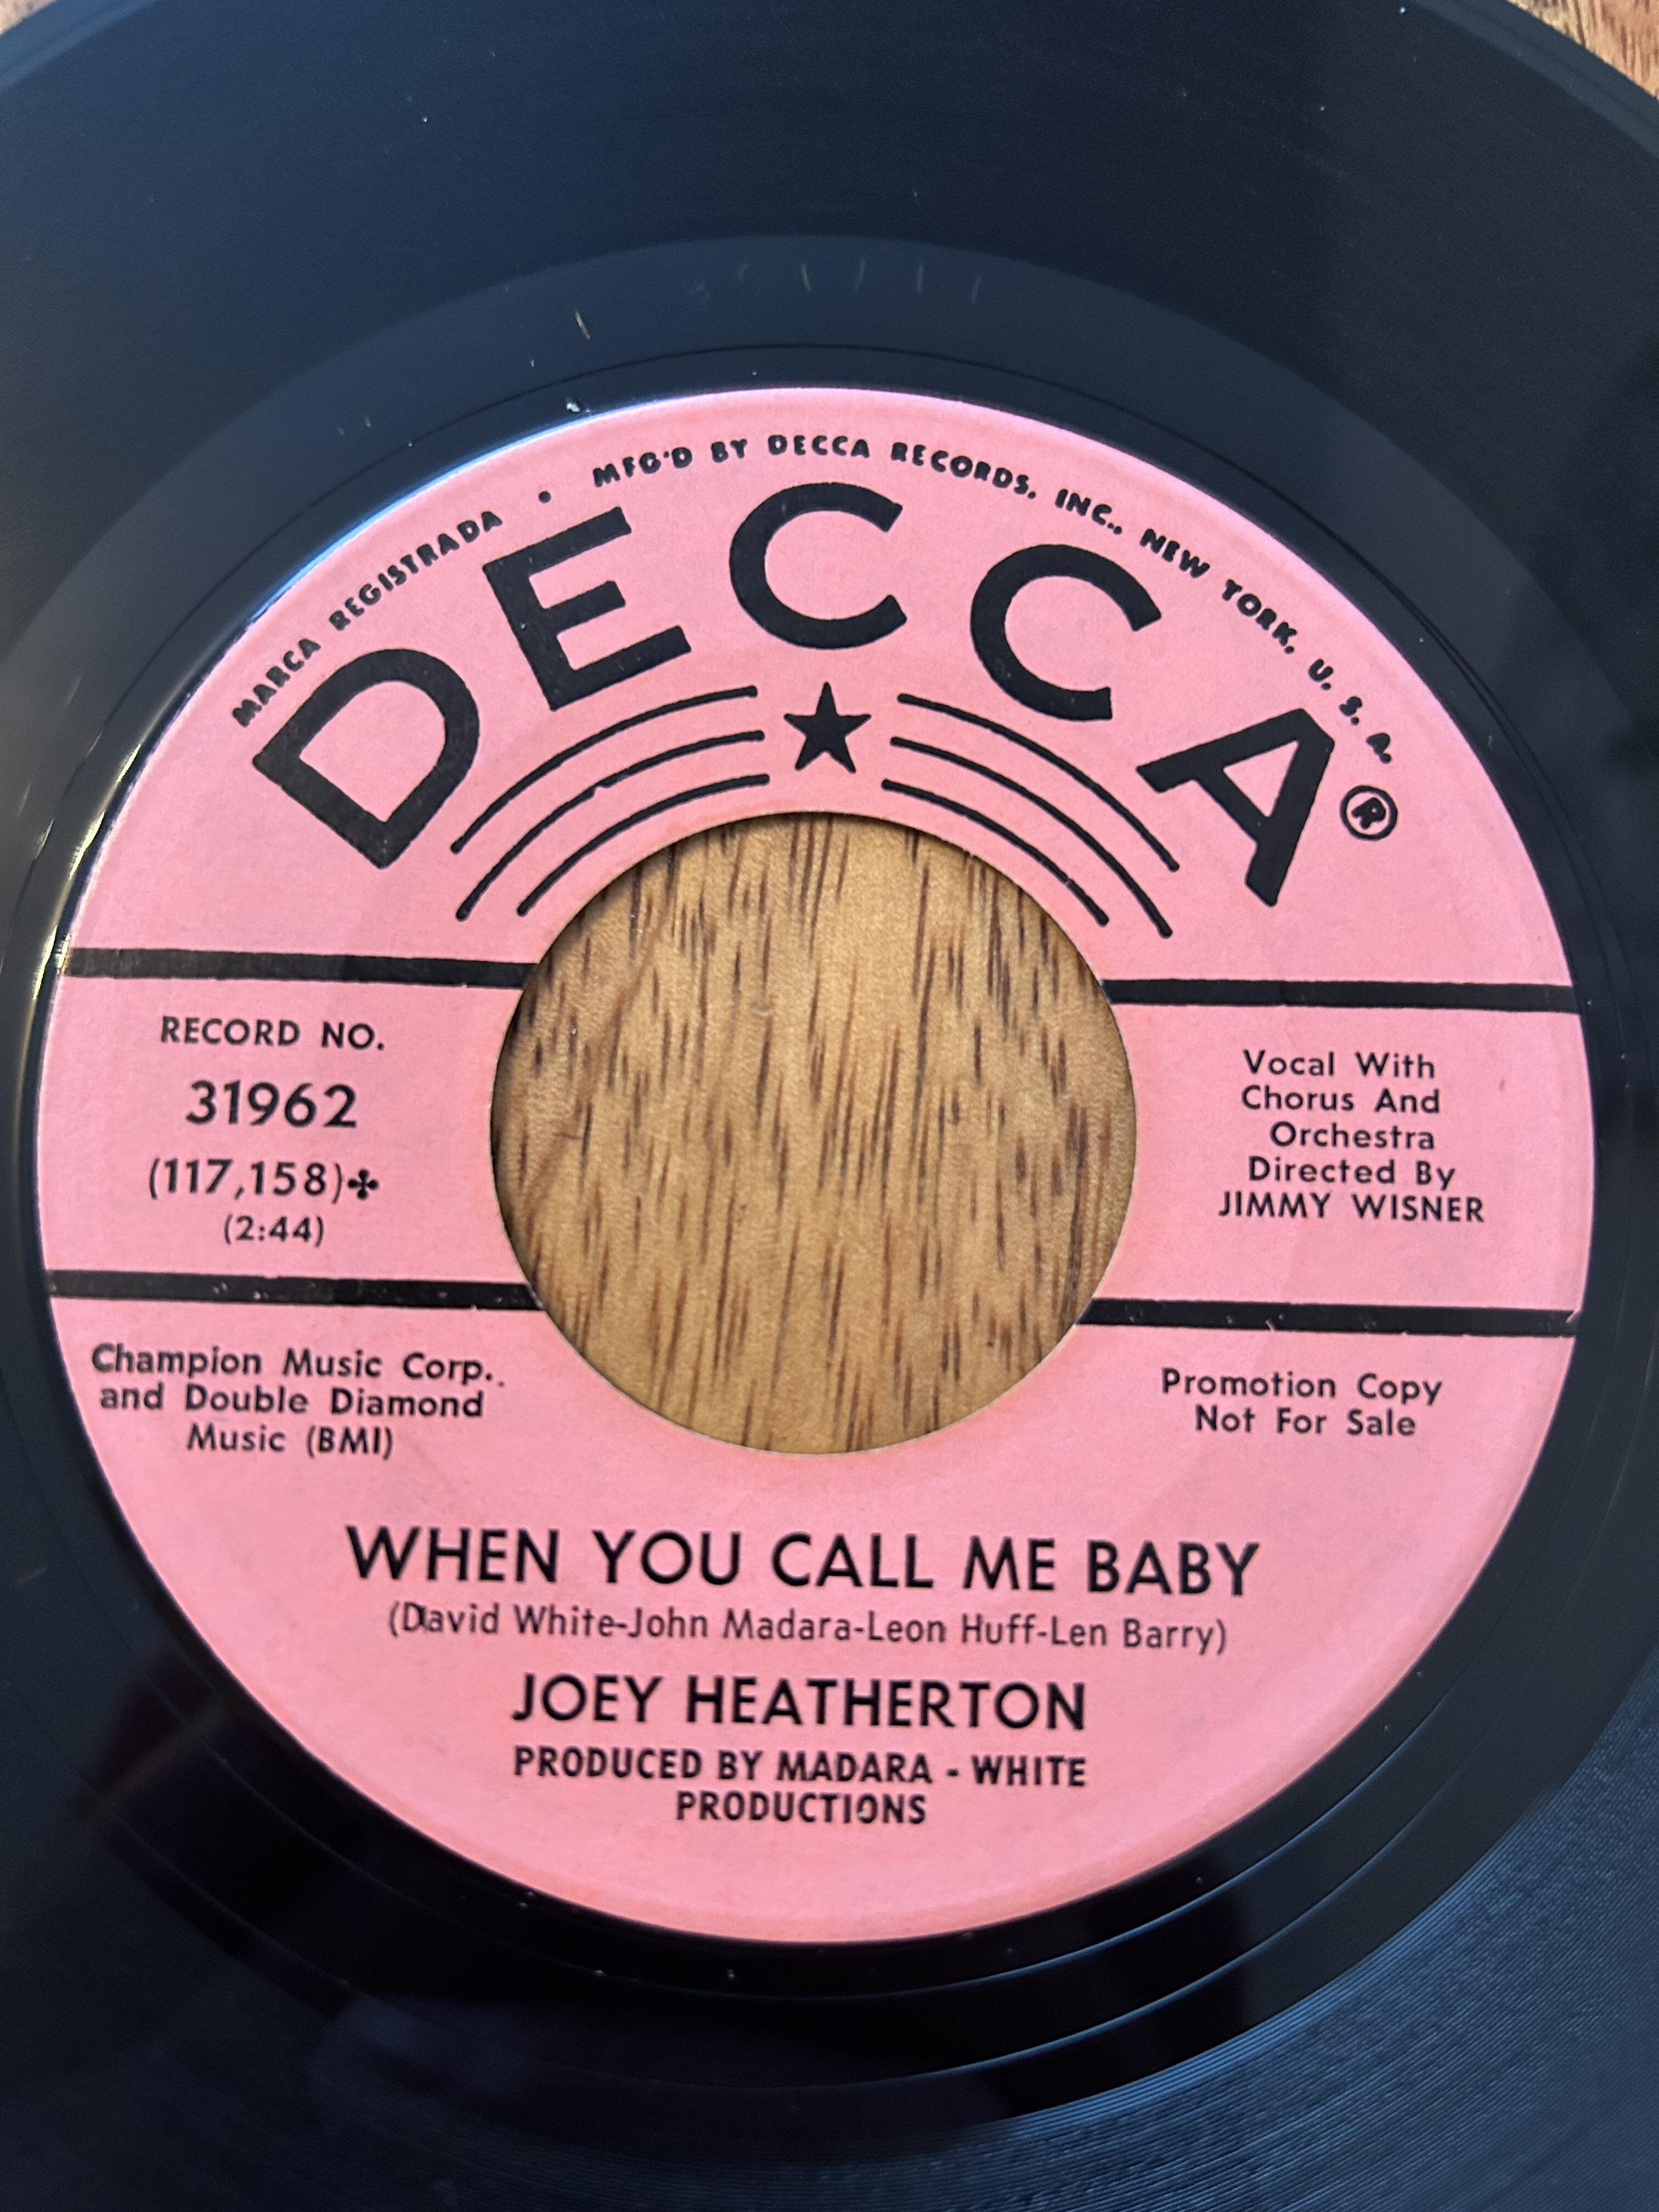 MARCA REGISTRADA • MFG'D BY DECCA RECORDS, INC., NEW YORK, U. S. A.
DECCA®
RECORD NO.
31962
(117,158)✤
(2:44)
Vocal With
Chorus And
Orchestra
Directed By
JIMMY WISNER
Champion Music Corp.
and Double Diamond
Music (BMI)
Promotion Copy
Not For Sale
WHEN YOU CALL ME BABY
(David White-John Madara-Leon Huff-Len Barry)
JOEY HEATHERTON
PRODUCED BY MADARA - WHITE
PRODUCTIONS